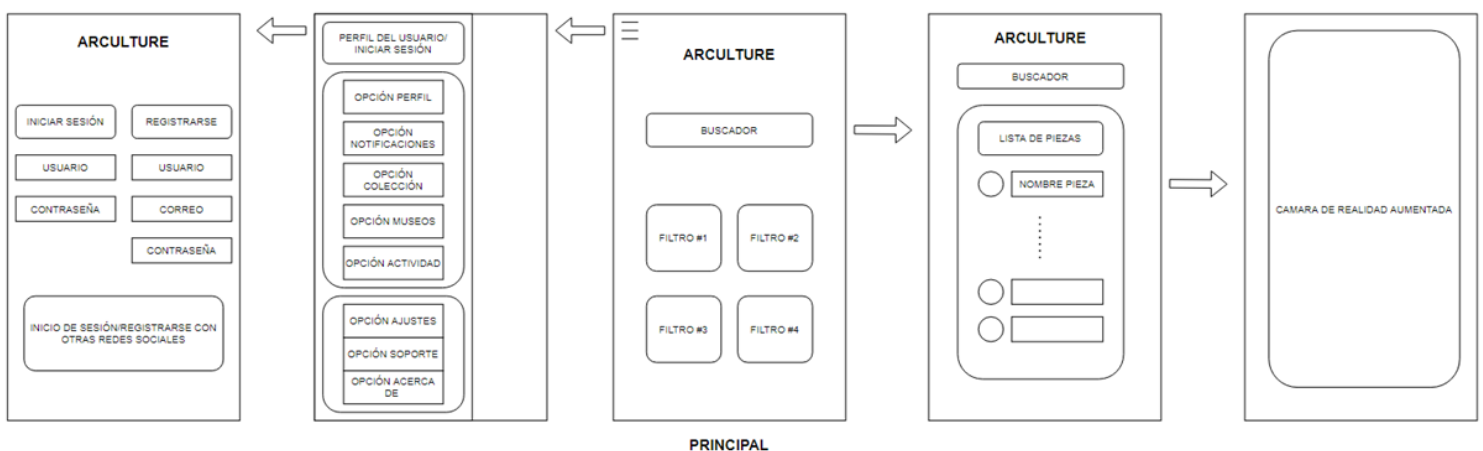 ARCULTURE
INICIAR SESIÓN
REGISTRARSE
USUARIO
USUARIO
CONTRASEÑA
CORREO
CONTRASEÑA
INICIO DE SESIÓN/REGISTRARSE CON
OTRAS REDES SOCIALES
PERFIL DEL USUARIO/
INICIAR SESIÓN
OPCIÓN PERFIL
OPCIÓN
NOTIFICACIONES
OPCIÓN
COLECCIÓN
OPCIÓN MUSEOS
OPCIÓN ACTIVIDAD
OPCIÓN AJUSTES
OPCIÓN SOPORTE
OPCIÓN ACERCA
DE
ARCULTURE
BUSCADOR
FILTRO #1
FILTRO #2
FILTRO #3
FILTRO #4
PRINCIPAL
ARCULTURE
BUSCADOR
LISTA DE PIEZAS
NOMBRE PIEZA
CAMARA DE REALIDAD AUMENTADA